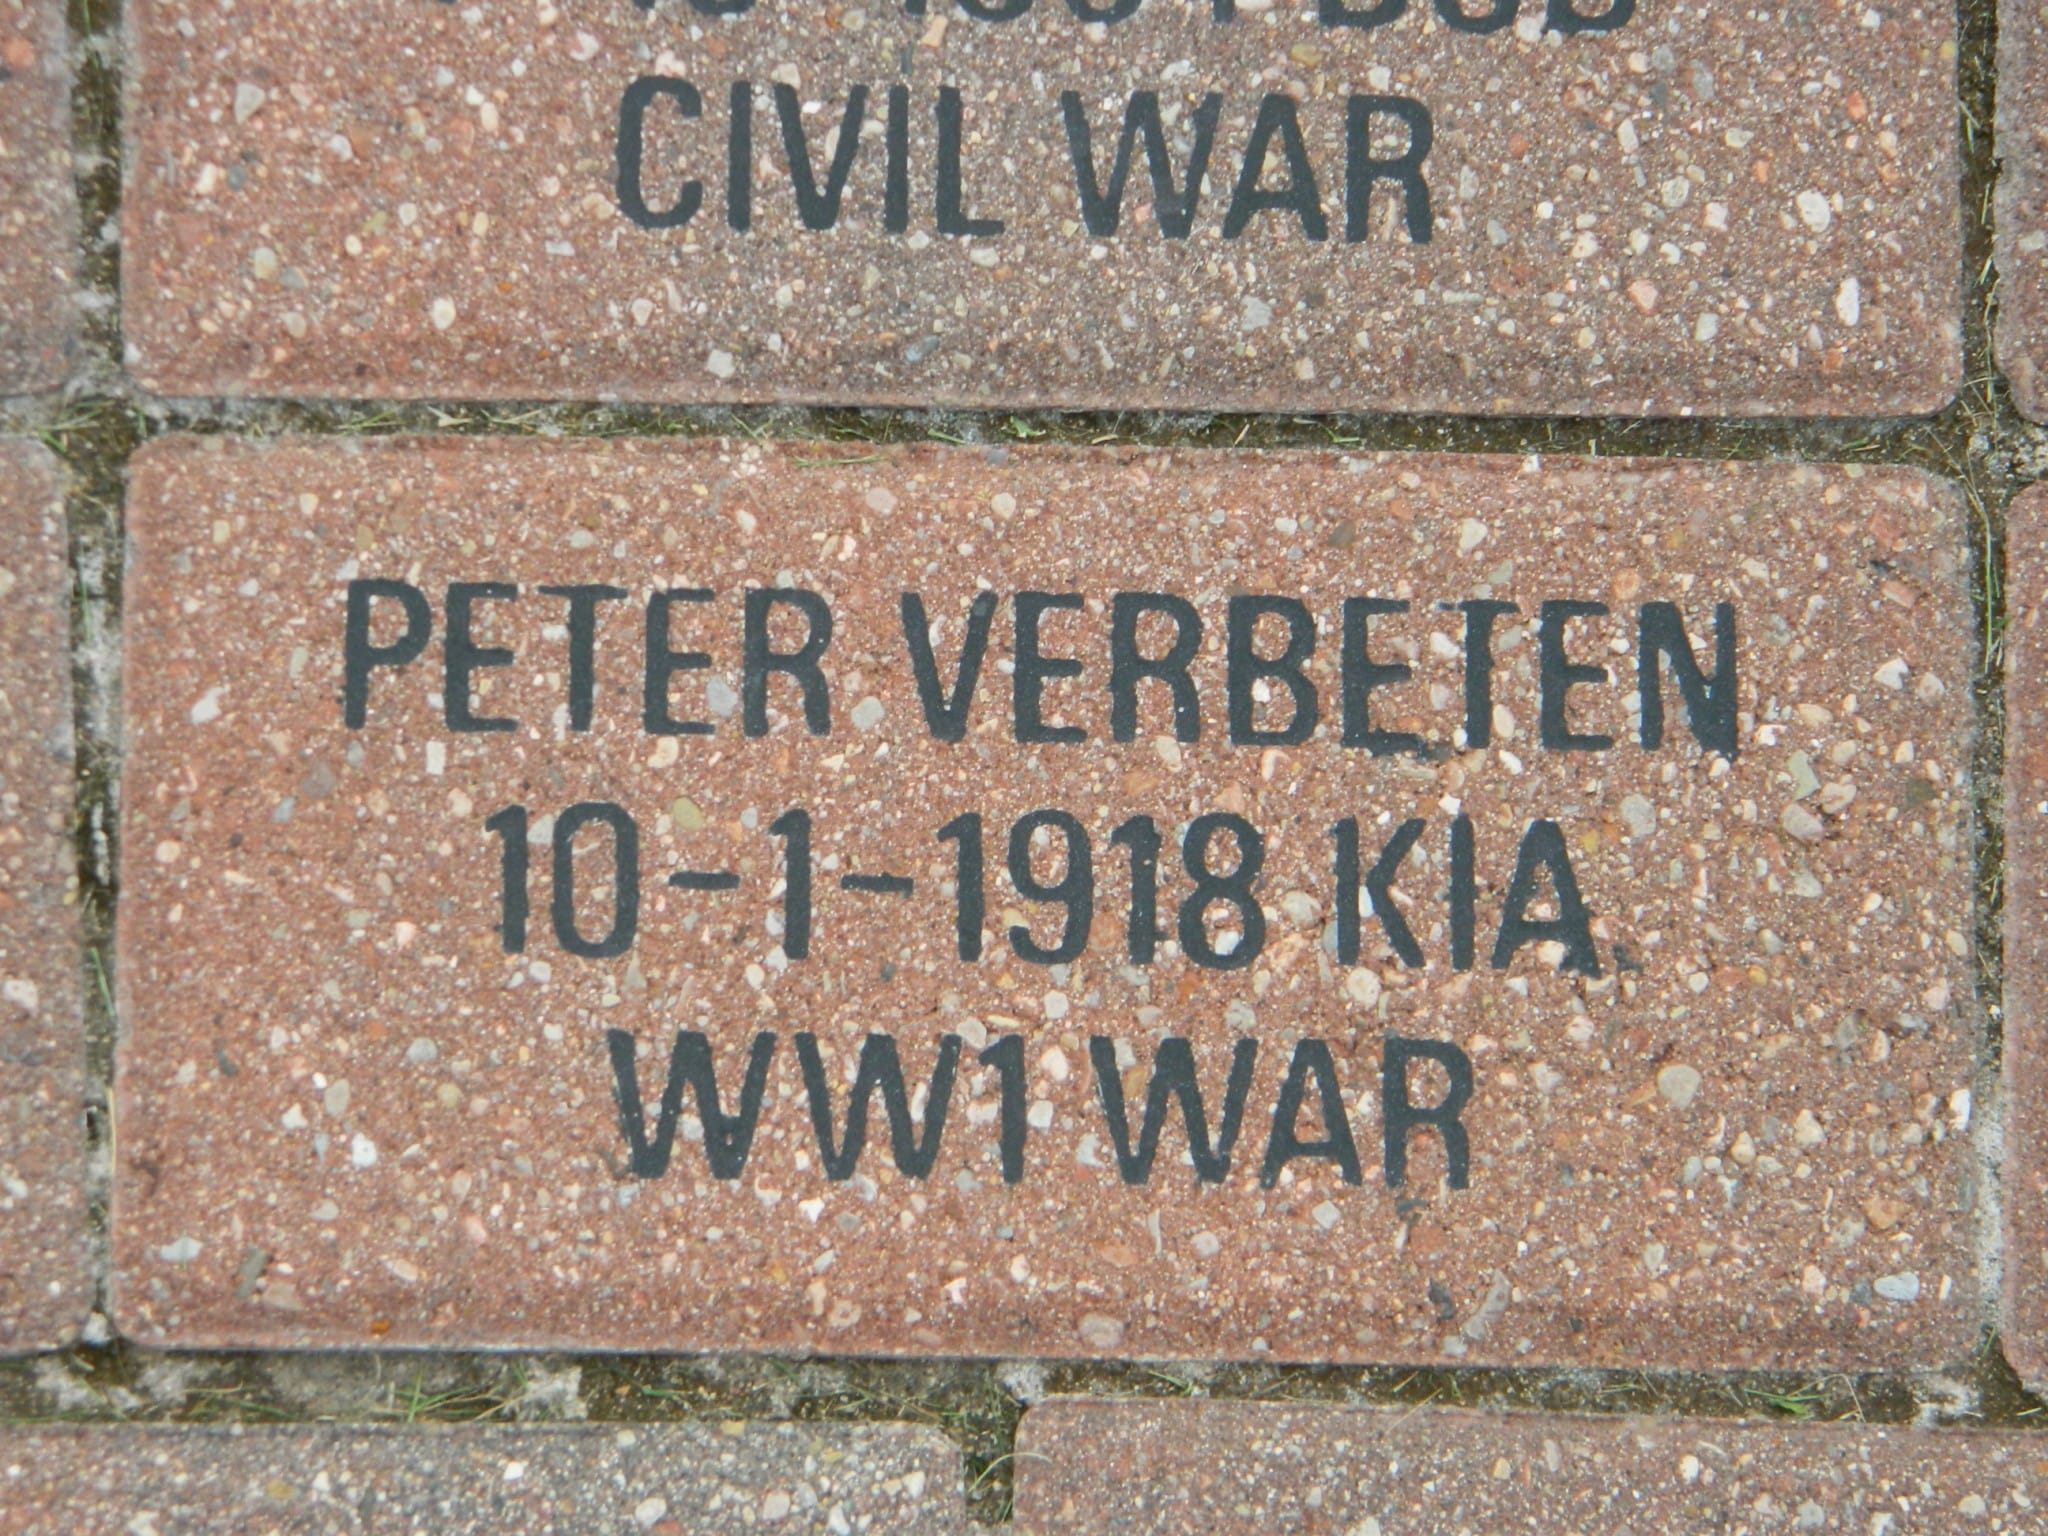 CIVIL WAR
PETER VERBETEN
10-1-1918 KIA
WW1 WAR